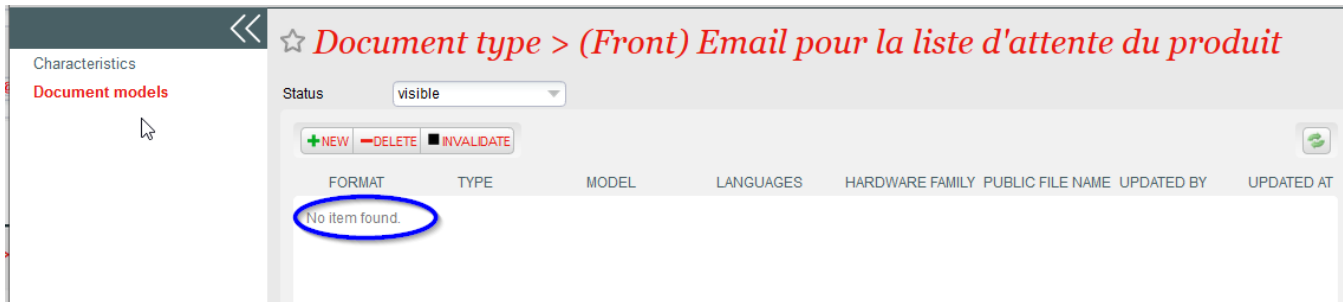 Document type > (Front) Email pour la liste d'attente du produit
Characteristics
Document models
Status visible
NEW DELETE INVALIDATE
FORMAT TYPE MODEL LANGUAGES HARDWARE FAMILY PUBLIC FILE NAME UPDATED BY UPDATED AT
No item found.